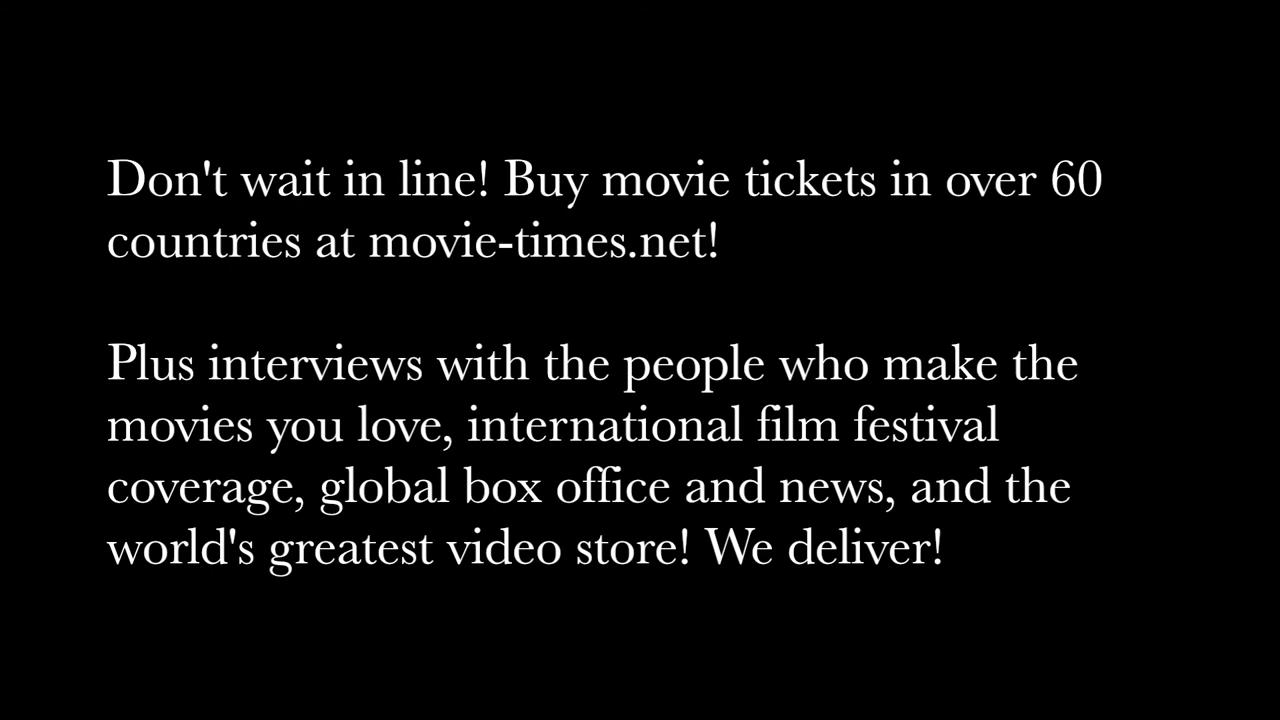 Don't wait in line! Buy movie tickets in over 60
countries at movie-times.net!
Plus interviews with the people who make the
movies you love, international film festival
coverage, global box office and news, and the
world's greatest video store! We deliver!